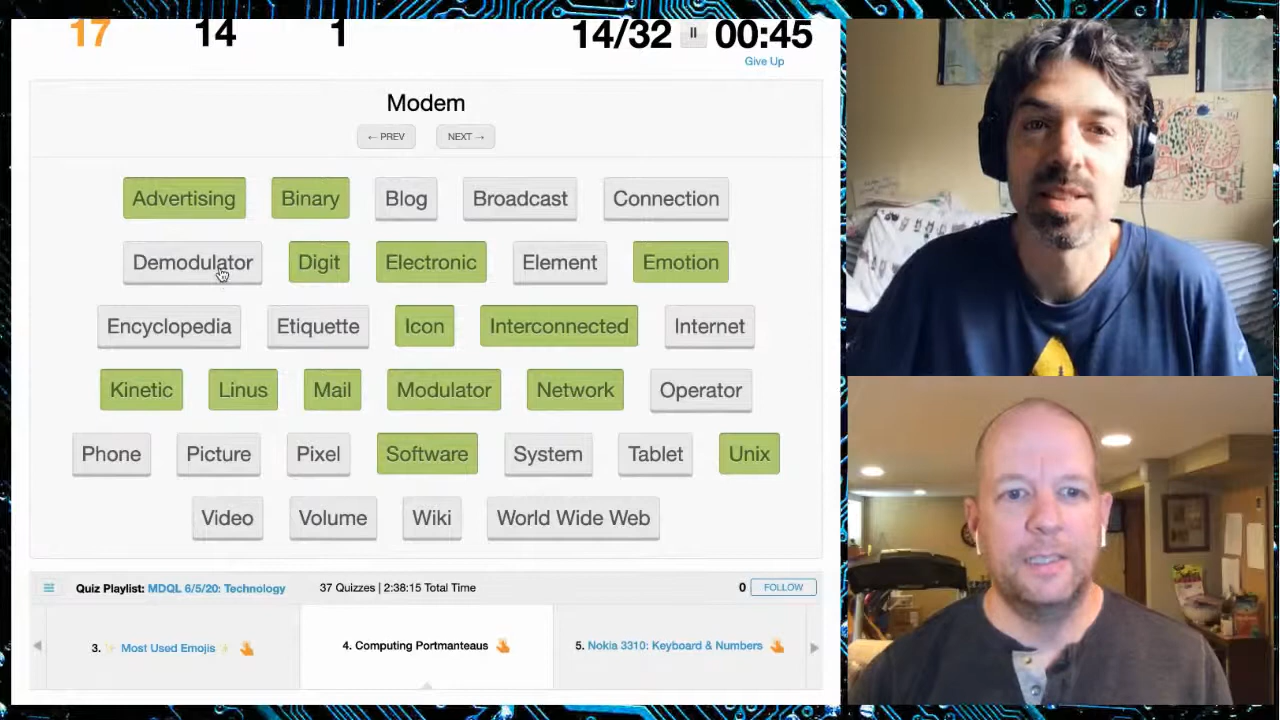 17 14 1 14/32 00:45
Give Up
Modem
← PREV NEXT →
Advertising Binary Blog Broadcast Connection
Demodulator Digit Electronic Element Emotion
Encyclopedia Etiquette Icon Interconnected Internet
Kinetic Linus Mail Modulator Network Operator
Phone Picture Pixel Software System Tablet Unix
Video Volume Wiki World Wide Web
Quiz Playlist: MDQL 6/5/20: Technology 37 Quizzes | 2:38:15 Total Time 0 FOLLOW
3. Most Used Emojis 4. Computing Portmanteaus 5. Nokia 3310: Keyboard & Numbers